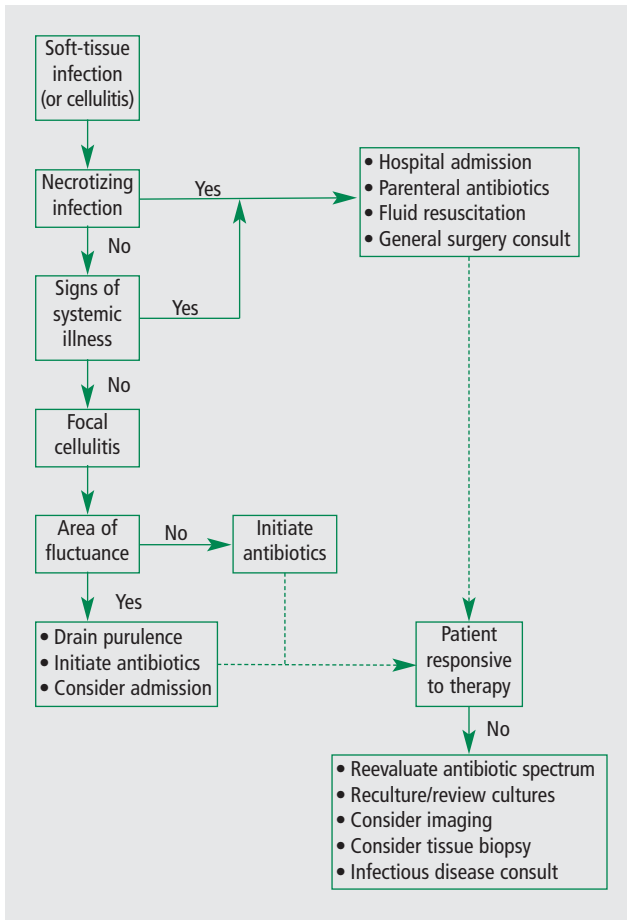 Soft-tissue
infection
(or cellulitis)
Necrotizing
infection
Yes
• Hospital admission
• Parenteral antibiotics
• Fluid resuscitation
• General surgery consult
No
Signs of
systemic
illness
Yes
No
Focal
cellulitis
Area of
fluctuance
No
Initiate
antibiotics
Yes
• Drain purulence
• Initiate antibiotics
• Consider admission
Patient
responsive
to therapy
No
• Reevaluate antibiotic spectrum
• Reculture/review cultures
• Consider imaging
• Consider tissue biopsy
• Infectious disease consult